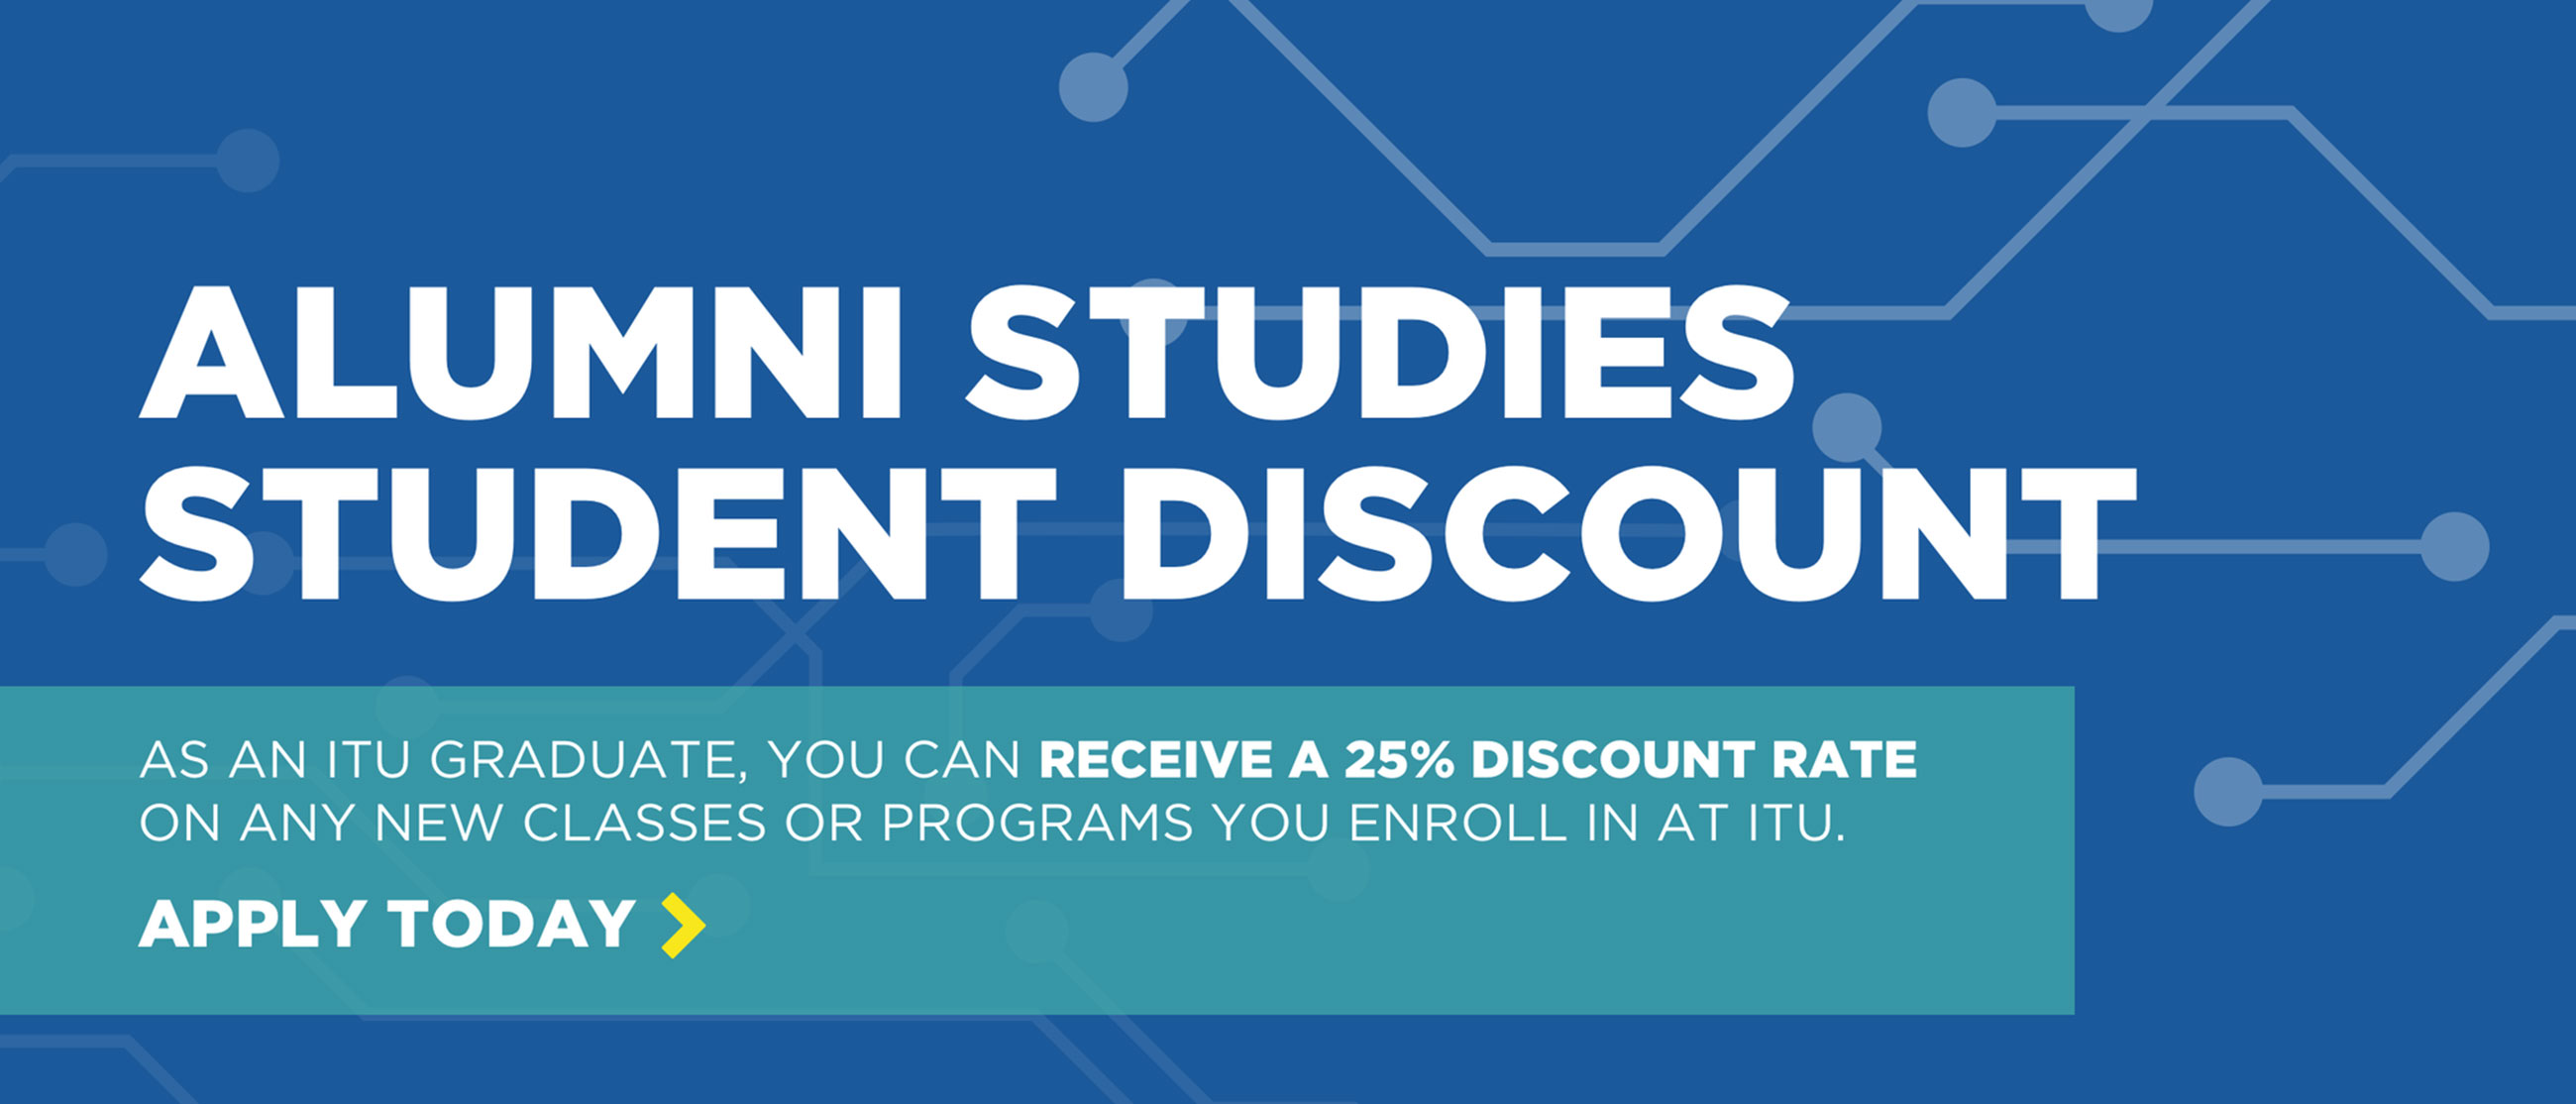 ALUMNI STUDIES
STUDENT DISCOUNT
AS AN ITU GRADUATE, YOU CAN RECEIVE A 25% DISCOUNT RATE
ON ANY NEW CLASSES OR PROGRAMS YOU ENROLL IN AT ITU.
APPLY TODAY